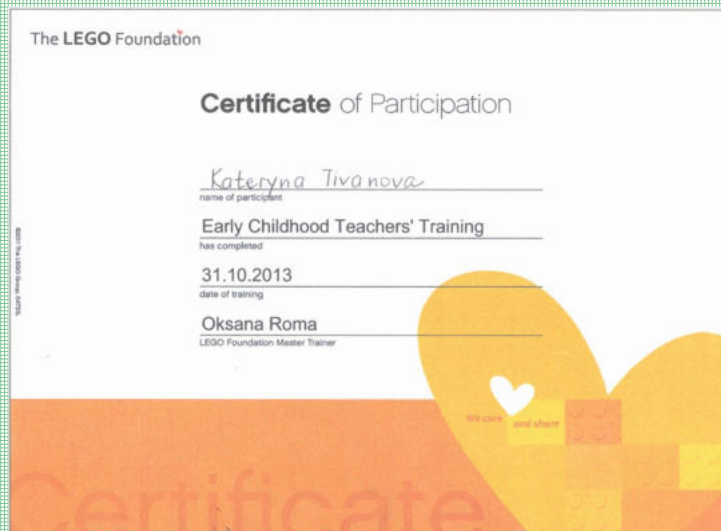 The LEGO Foundation
Certificate of Participation
Kateryna Tivanova
name of participant
Early Childhood Teachers' Training
has completed
31.10.2013
date of training
Oksana Roma
LEGO Foundation Master Trainer
We care and share
Certificate